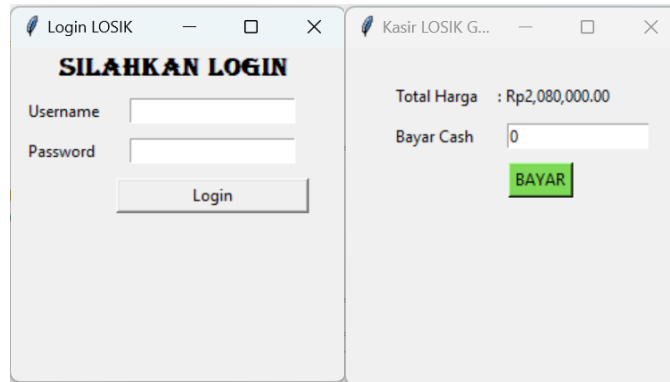 Login LOSIK
SILAHKAN LOGIN
Username
Password
Login
Kasir LOSIK G...
Total Harga : Rp2,080,000.00
Bayar Cash 0
BAYAR